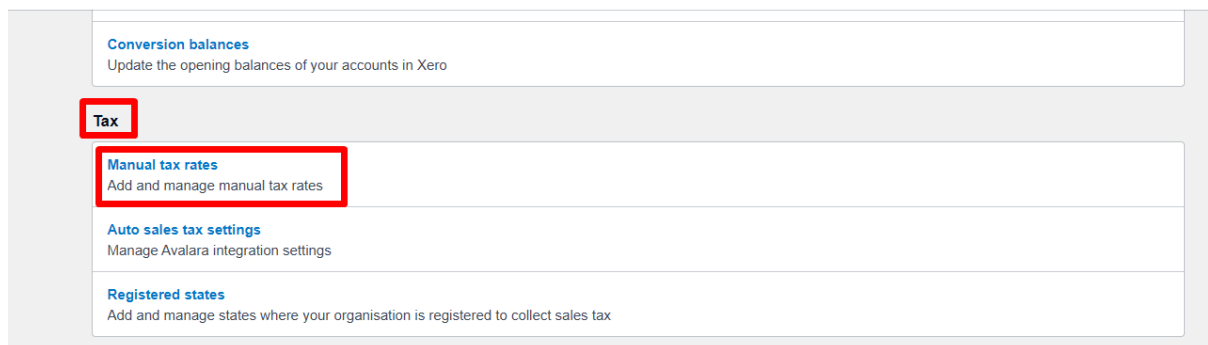 Conversion balances
Update the opening balances of your accounts in Xero
Tax
Manual tax rates
Add and manage manual tax rates
Auto sales tax settings
Manage Avalara integration settings
Registered states
Add and manage states where your organisation is registered to collect sales tax